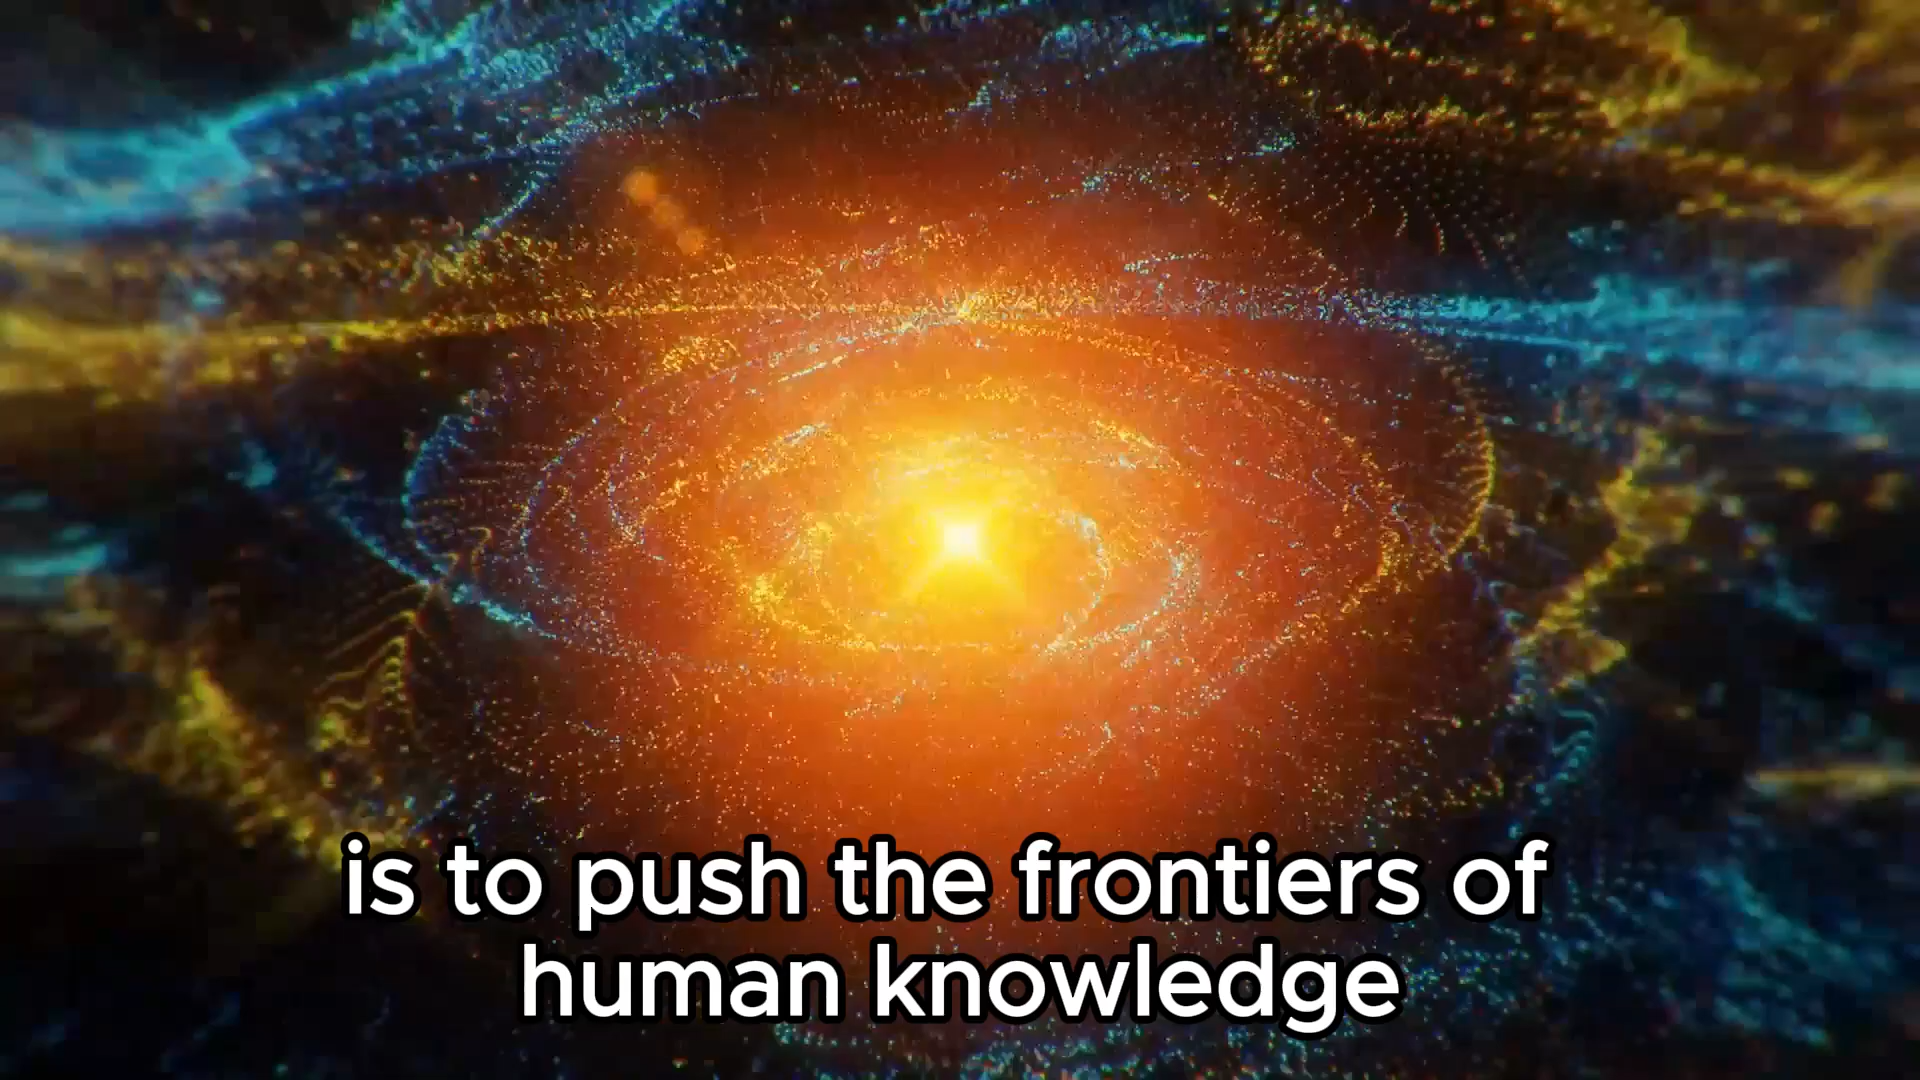 is to push the frontiers of
human knowledge